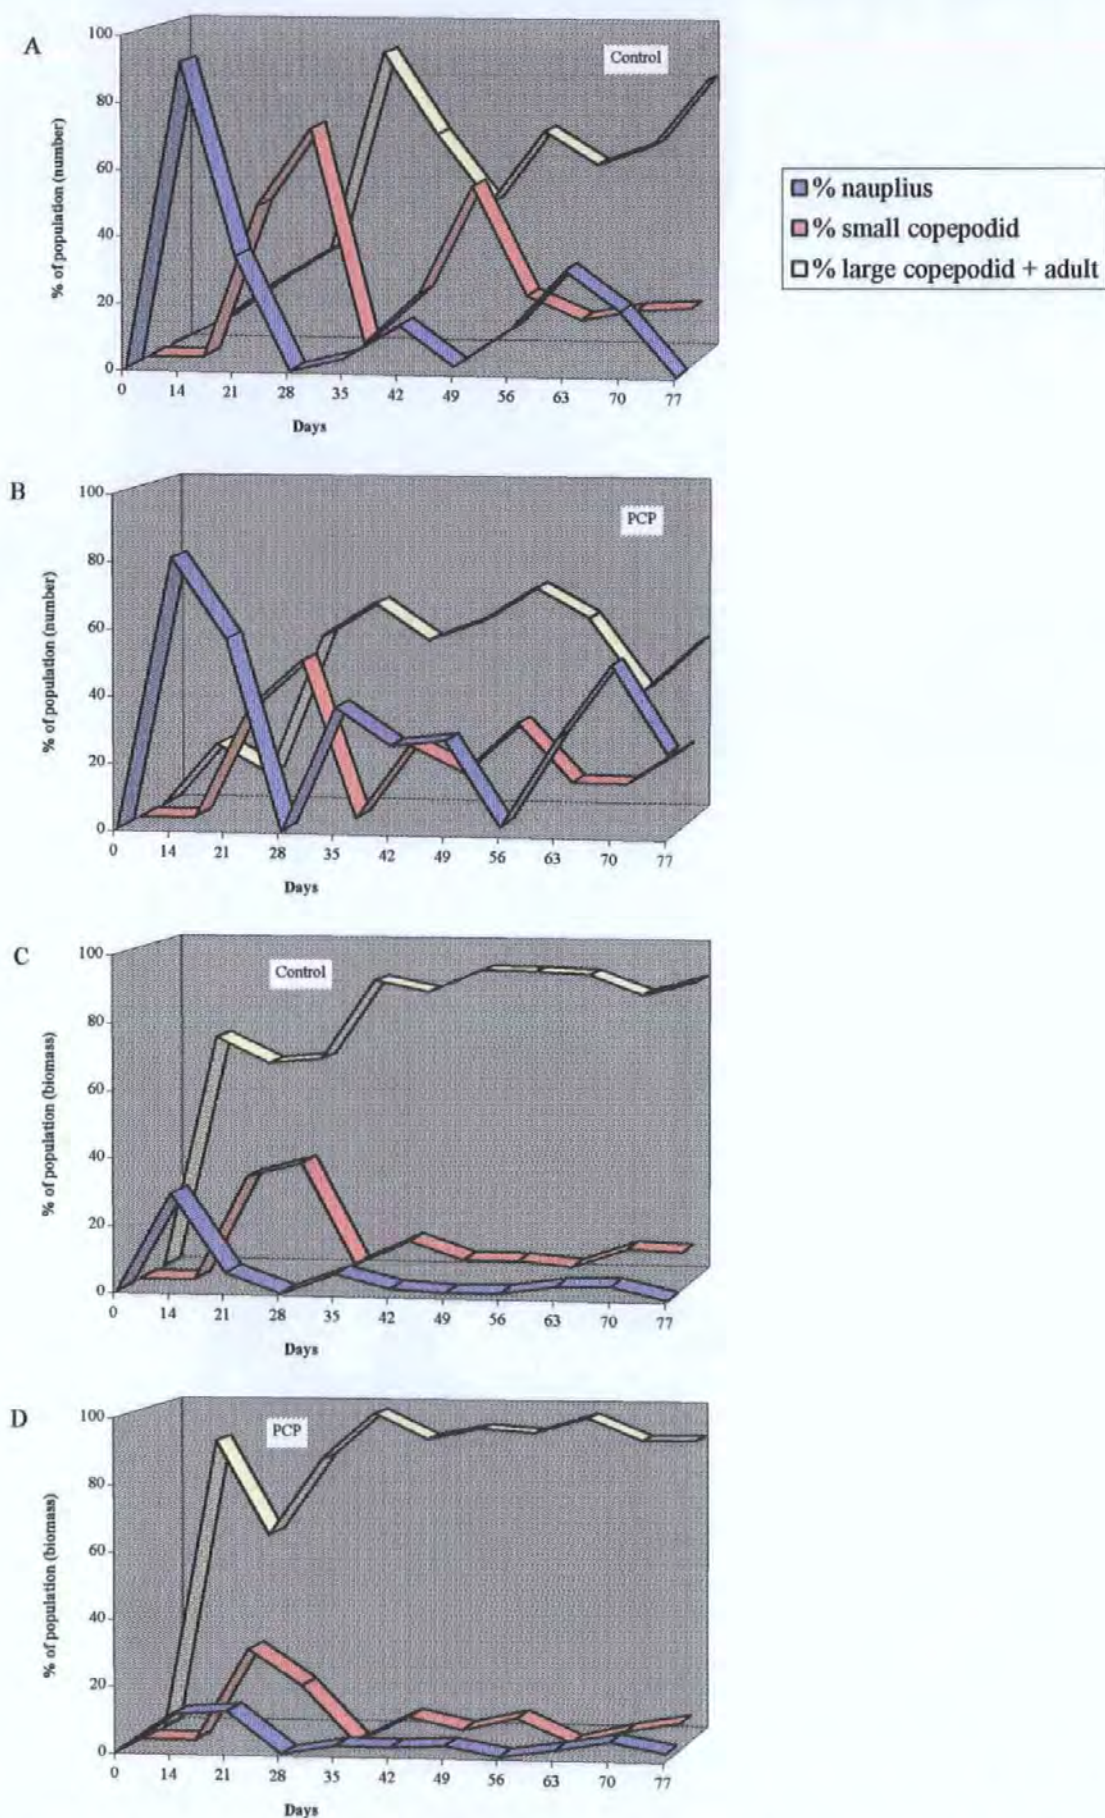 A
Control
100
80
60
40
20
0
% of population (number)
0 14 21 28 35 42 49 56 63 70 77
Days
% nauplius
% small copepodid
% large copepodid + adult
B
PCP
100
80
60
40
20
0
% of population (number)
0 14 21 28 35 42 49 56 63 70 77
Days
C
Control
100
80
60
40
20
0
% of population (biomass)
0 14 21 28 35 42 49 56 63 70 77
Days
D
PCP
100
80
60
40
20
0
% of population (biomass)
0 14 21 28 35 42 49 56 63 70 77
Days